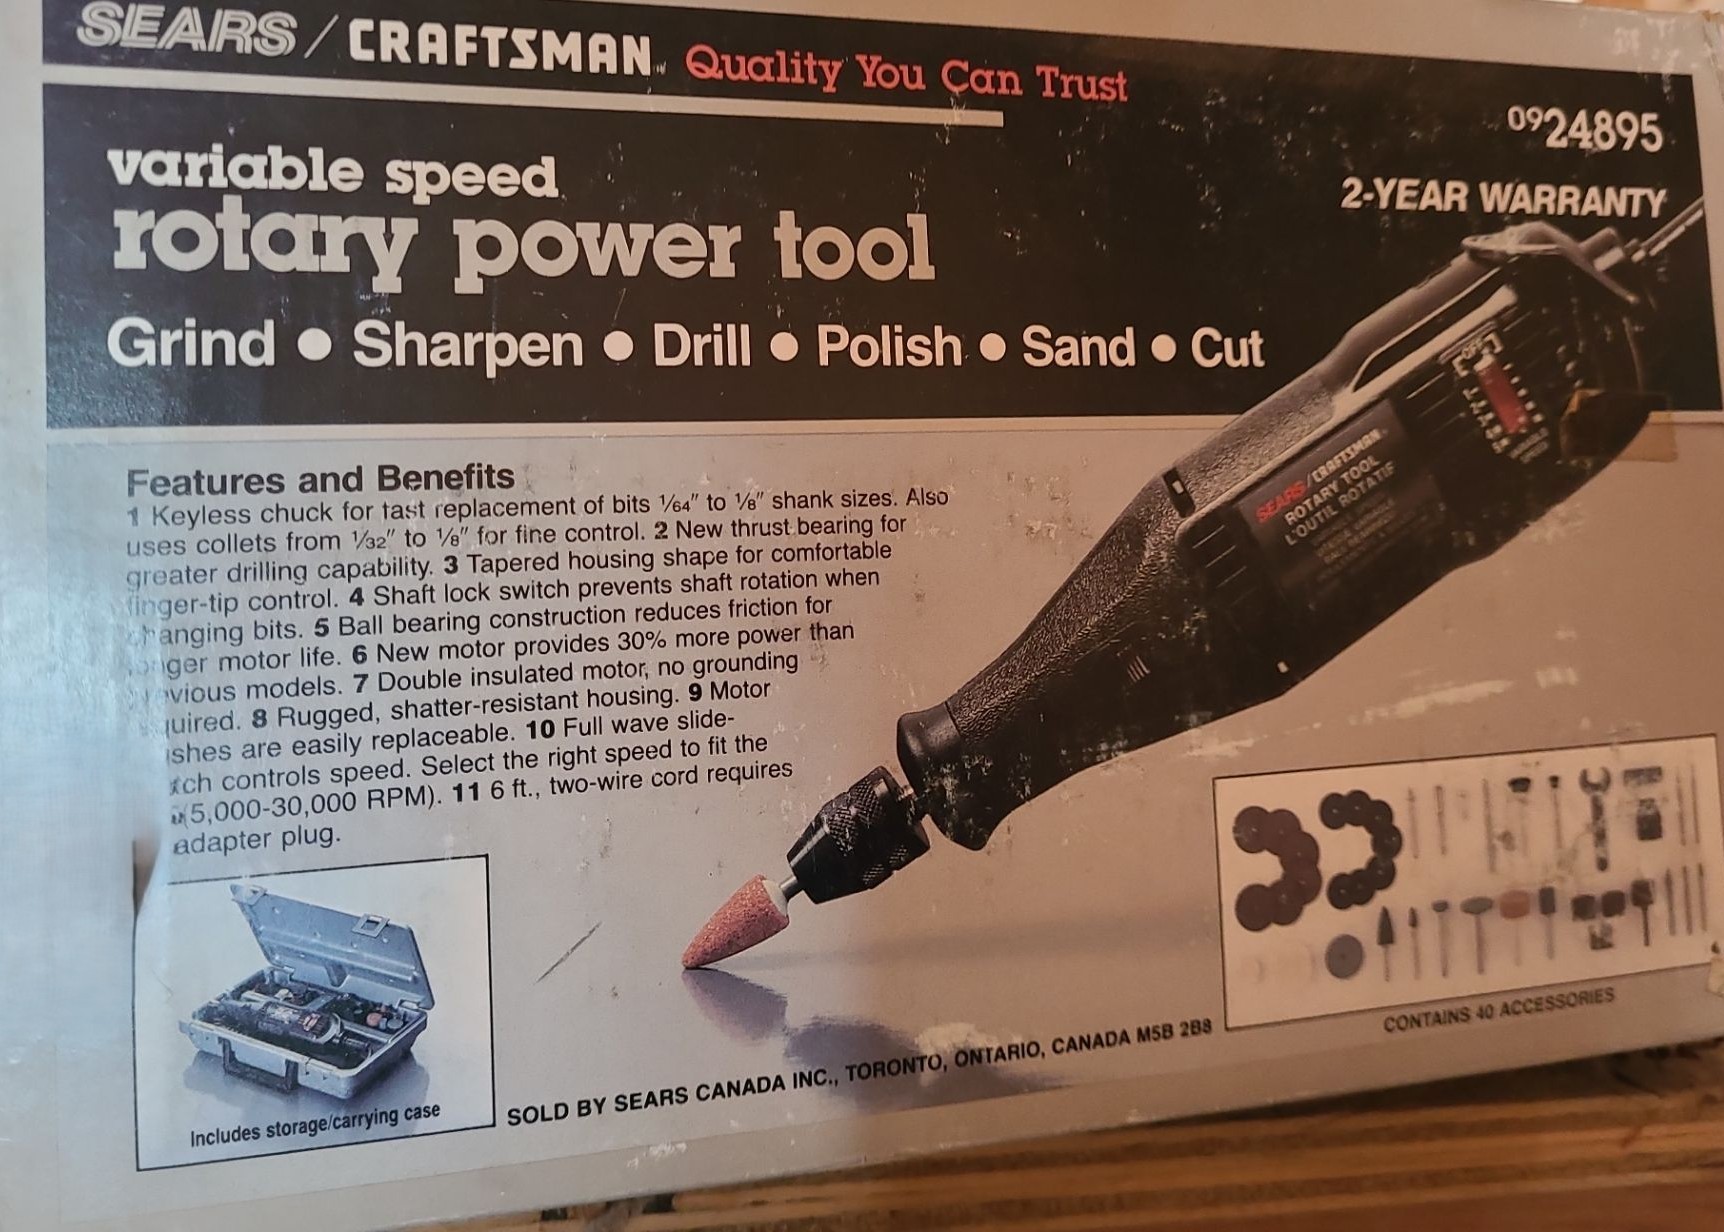 SEARS / CRAFTSMAN Quality You Can Trust
0924895
variable speed
2-YEAR WARRANTY
rotary power tool
Grind • Sharpen • Drill • Polish • Sand • Cut
Features and Benefits
1 Keyless chuck for fast replacement of bits 1/64" to 1/8" shank sizes. Also
uses collets from 1/32" to 1/8" for fine control. 2 New thrust bearing for
greater drilling capability. 3 Tapered housing shape for comfortable
finger-tip control. 4 Shaft lock switch prevents shaft rotation when
changing bits. 5 Ball bearing construction reduces friction for
nger motor life. 6 New motor provides 30% more power than
vious models. 7 Double insulated motor, no grounding
quired. 8 Rugged, shatter-resistant housing. 9 Motor
shes are easily replaceable. 10 Full wave slide-
tch controls speed. Select the right speed to fit the
(5,000-30,000 RPM). 11 6 ft., two-wire cord requires
adapter plug.
OFF
SEARS / CRAFTSMAN
ROTARY TOOL
L'OUTIL ROTATIF
VARIABLE
SPEED
Includes storage/carrying case
SOLD BY SEARS CANADA INC., TORONTO, ONTARIO, CANADA M5B 2B8
CONTAINS 40 ACCESSORIES